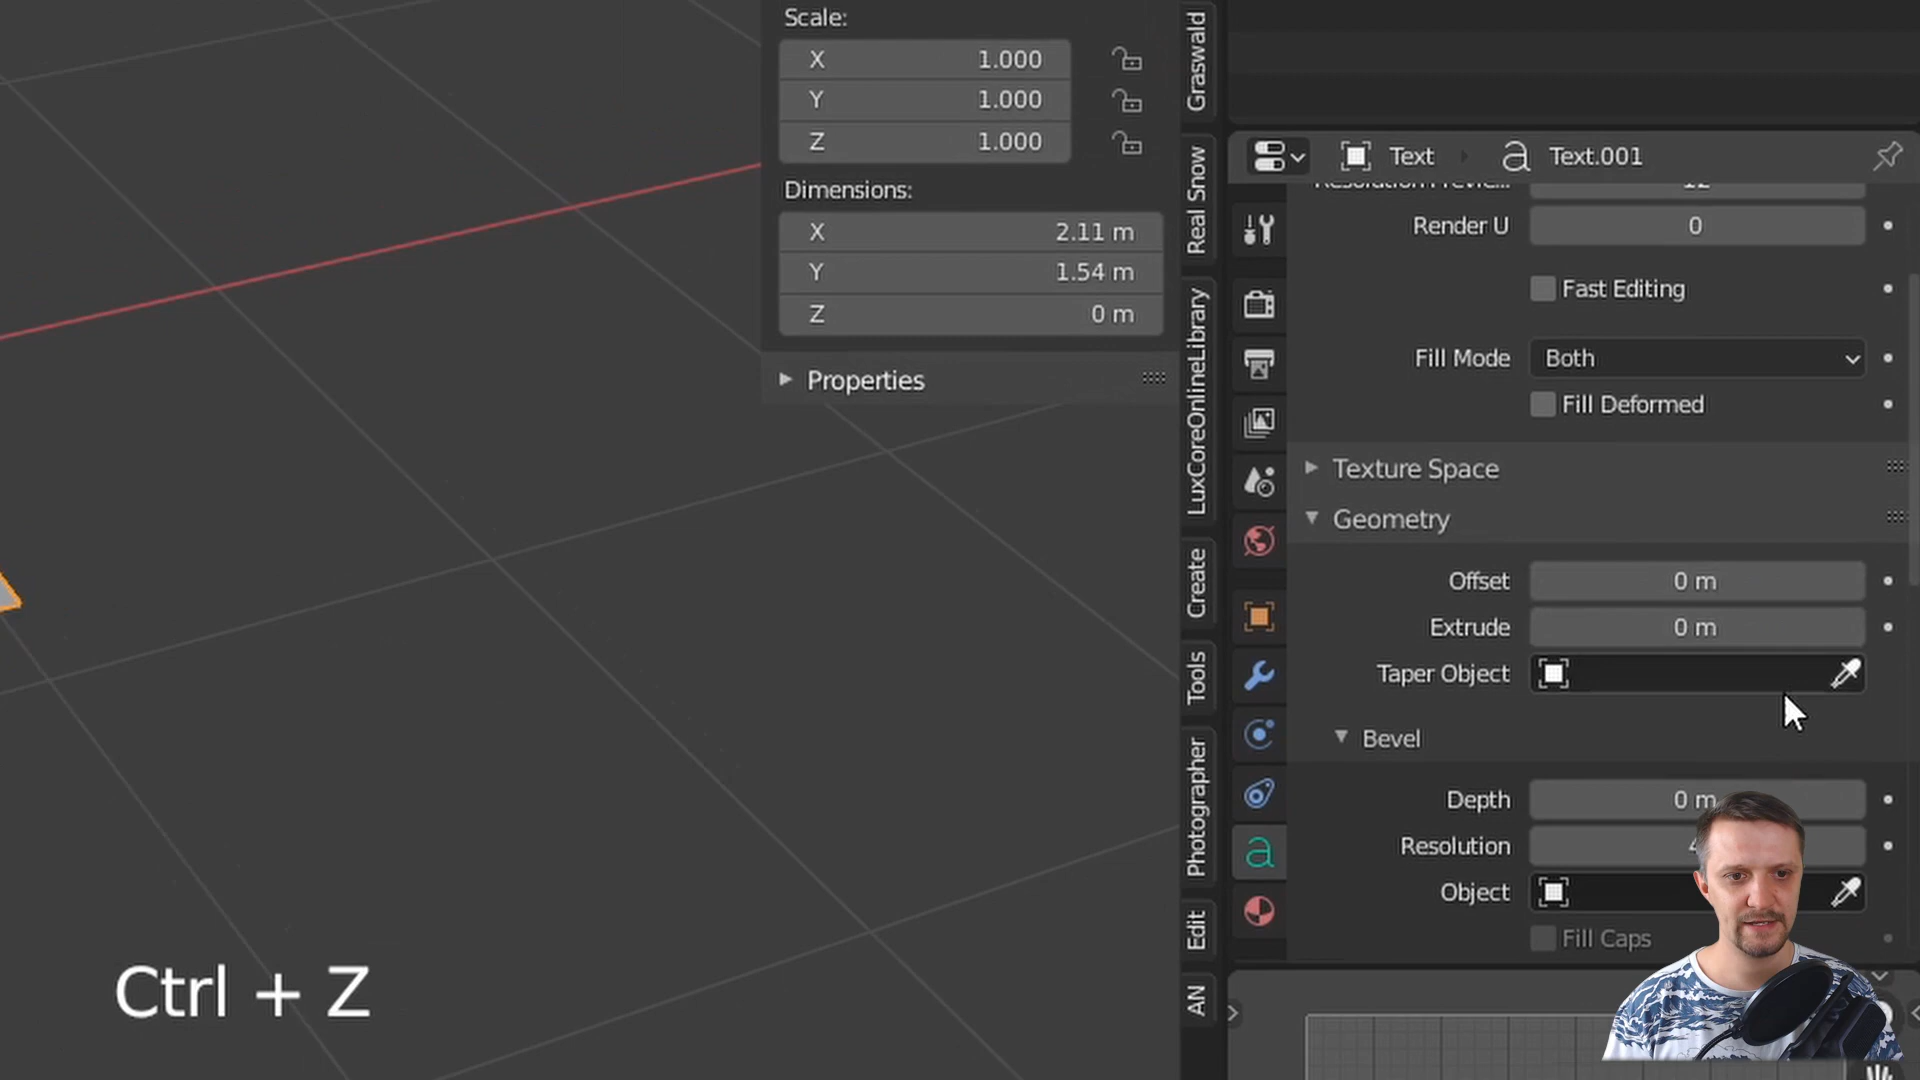 Scale:
X 1.000
Y 1.000
Z 1.000
Dimensions:
X 2.11 m
Y 1.54 m
Z 0 m
Properties
Graswald
Real Snow
LuxCoreOnlineLibrary
Create
Tools
Photographer
Edit
AN
Text
a Text.001
Render U 0
Fast Editing
Fill Mode Both
Fill Deformed
Texture Space
Geometry
Offset 0 m
Extrude 0 m
Taper Object
Bevel
Depth 0 m
Resolution
Object
Fill Caps
a
Ctrl + Z